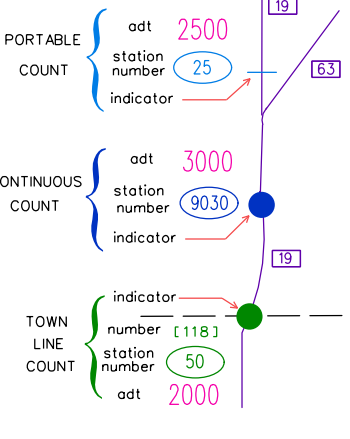 19
adt 2500
PORTABLE COUNT
station number 25
63
indicator
adt 3000
ONTINUOUS COUNT
station number 9030
indicator
19
indicator
TOWN LINE COUNT
number [118]
station number 50
adt 2000